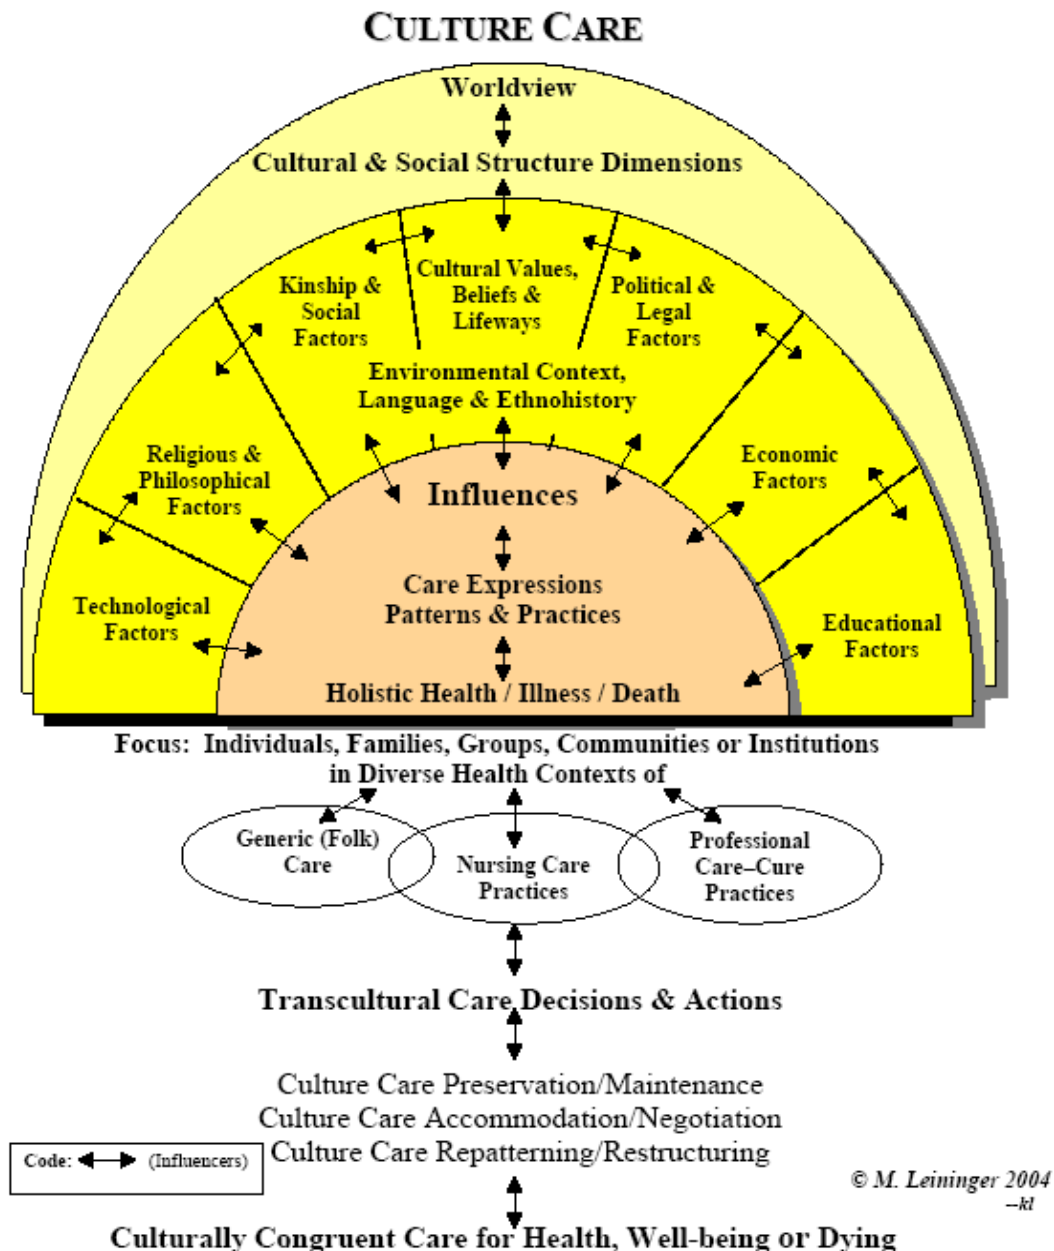 CULTURE CARE
Worldview
Cultural & Social Structure Dimensions
Kinship &
Social
Factors
Cultural Values,
Beliefs &
Lifeways
Political &
Legal
Factors
Environmental Context,
Language & Ethnohistory
Religious &
Philosophical
Factors
Economic
Factors
Technological
Factors
Educational
Factors
Influences
Care Expressions
Patterns & Practices
Holistic Health / Illness / Death
Focus: Individuals, Families, Groups, Communities or Institutions
in Diverse Health Contexts of
Generic (Folk)
Care
Nursing Care
Practices
Professional
Care–Cure
Practices
Transcultural Care Decisions & Actions
Culture Care Preservation/Maintenance
Culture Care Accommodation/Negotiation
Culture Care Repatterning/Restructuring
Code: (Influencers)
© M. Leininger 2004
--kl
Culturally Congruent Care for Health, Well-being or Dying